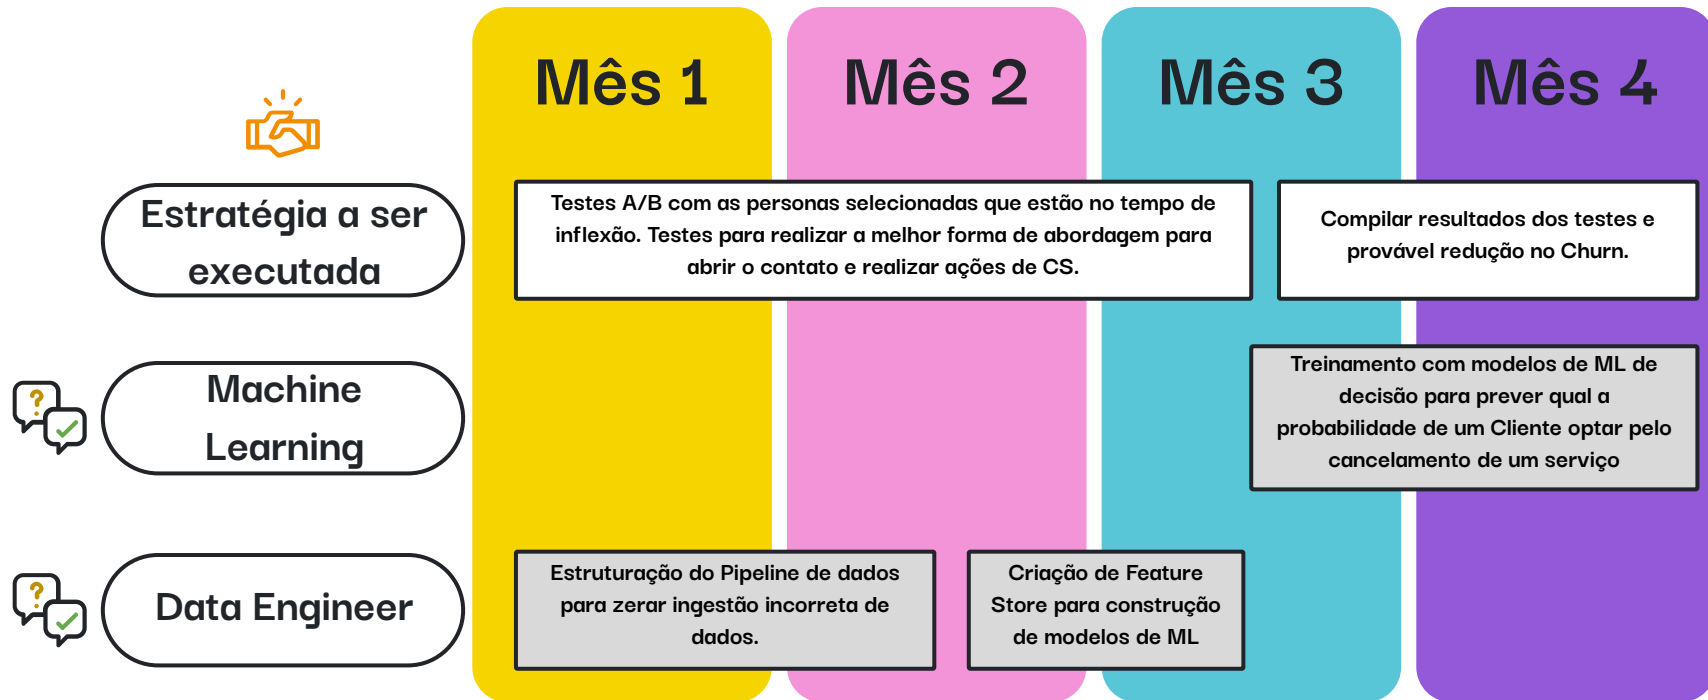 Mês 1
Mês 2
Mês 3
Mês 4
Estratégia a ser
executada
Testes A/B com as personas selecionadas que estão no tempo de
inflexão. Testes para realizar a melhor forma de abordagem para
abrir o contato e realizar ações de CS.
Compilar resultados dos testes e
provável redução no Churn.
Machine
Learning
Treinamento com modelos de ML de
decisão para prever qual a
probabilidade de um Cliente optar pelo
cancelamento de um serviço
Data Engineer
Estruturação do Pipeline de dados
para zerar ingestão incorreta de
dados.
Criação de Feature
Store para construção
de modelos de ML